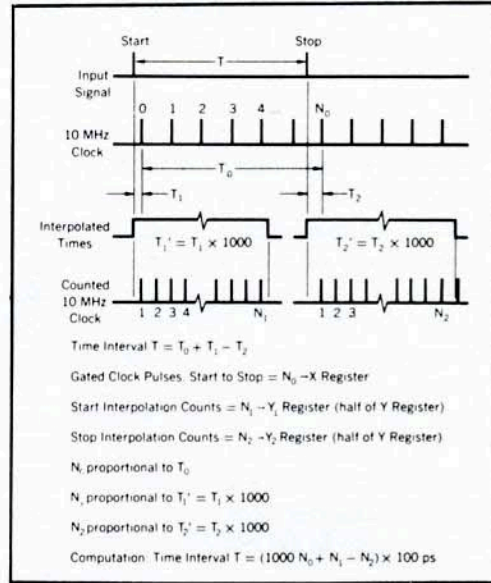 Start Stop
T
Input
Signal
0 1 2 3 4 ... N₀
10 MHz
Clock
T₀
T₁ T₂
Interpolated
Times
T₁' = T₁ × 1000 T₂' = T₂ × 1000
Counted
10 MHz
Clock
1 2 3 4 N₁ 1 2 3 N₂
Time Interval T = T₀ + T₁ − T₂
Gated Clock Pulses. Start to Stop = N₀ → X Register
Start Interpolation Counts = N₁ → Y₁ Register (half of Y Register)
Stop Interpolation Counts = N₂ → Y₂ Register (half of Y Register)
proportional to T₀
N₁ proportional to T₁' = T₁ × 1000
N₂ proportional to T₂' = T₂ × 1000
Computation: Time Interval T = (1000 N₀ + N₁ − N₂) × 100 ps